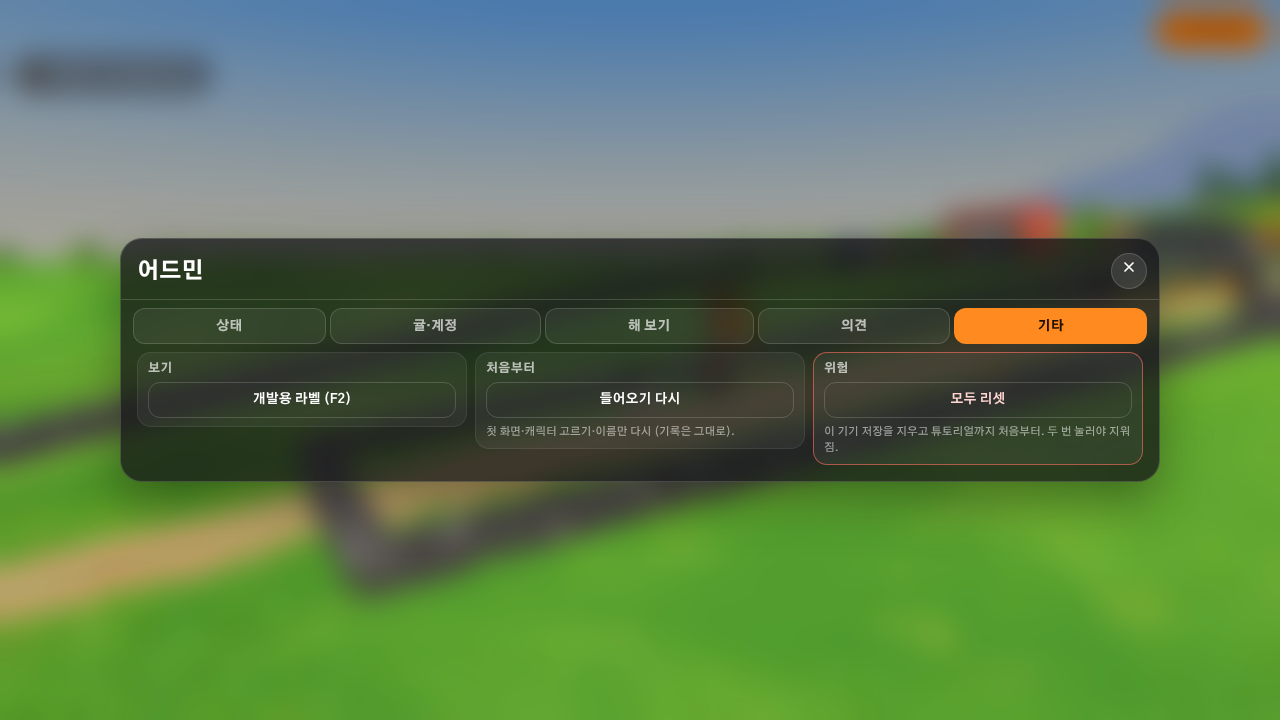 어드민
✕
상태
귤·계정
해 보기
의견
기타
보기
개발용 라벨 (F2)
처음부터
들어오기 다시
첫 화면·캐릭터 고르기·이름만 다시 (기록은 그대로).
위험
모두 리셋
이 기기 저장을 지우고 튜토리얼까지 처음부터. 두 번 눌러야 지워
짐.